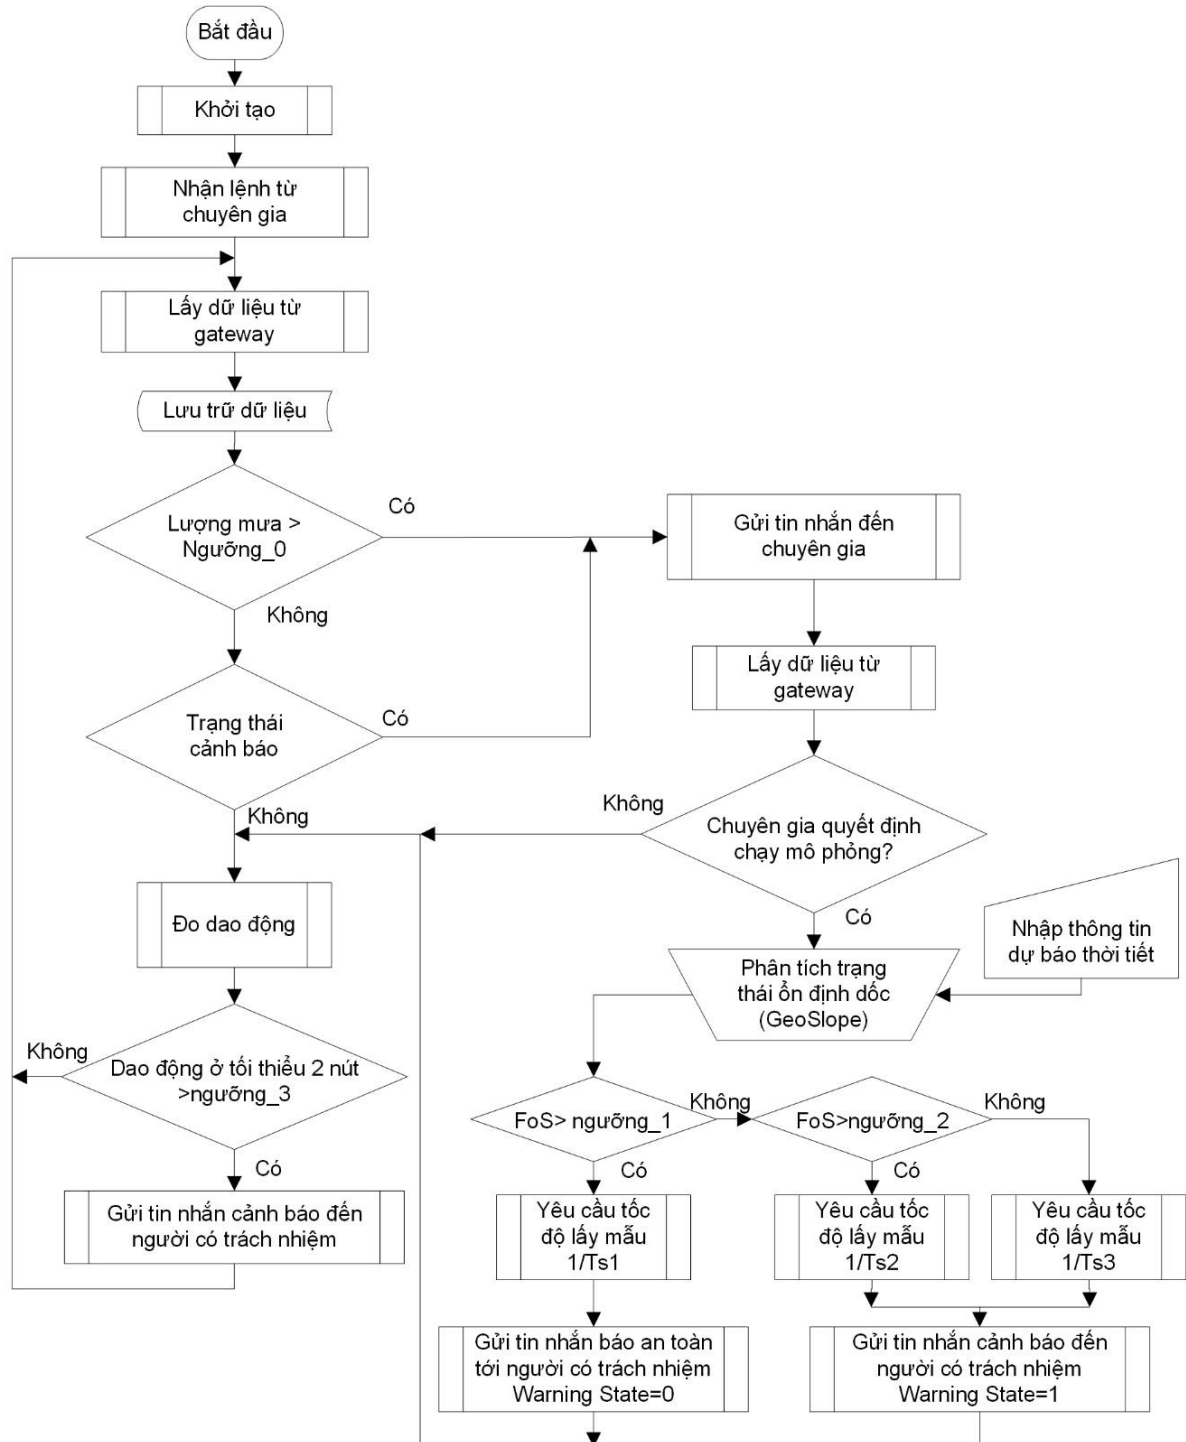 Bắt đầu
Khởi tạo
Nhận lệnh từ
chuyên gia
Lấy dữ liệu từ
gateway
Lưu trữ dữ liệu
Lượng mưa >
Ngưỡng_0
Có
Không
Trạng thái
cảnh báo
Có
Không
Đo dao động
Dao động ở tối thiểu 2 nút
>ngưỡng_3
Không
Có
Gửi tin nhắn cảnh báo đến
người có trách nhiệm
Gửi tin nhắn đến
chuyên gia
Lấy dữ liệu từ
gateway
Chuyên gia quyết định
chạy mô phỏng?
Không
Có
Nhập thông tin
dự báo thời tiết
Phân tích trạng
thái ổn định dốc
(GeoSlope)
FoS> ngưỡng_1
Không
Có
FoS>ngưỡng_2
Không
Có
Yêu cầu tốc
độ lấy mẫu
1/Ts1
Yêu cầu tốc
độ lấy mẫu
1/Ts2
Yêu cầu tốc
độ lấy mẫu
1/Ts3
Gửi tin nhắn báo an toàn
tới người có trách nhiệm
Warning State=0
Gửi tin nhắn cảnh báo đến
người có trách nhiệm
Warning State=1